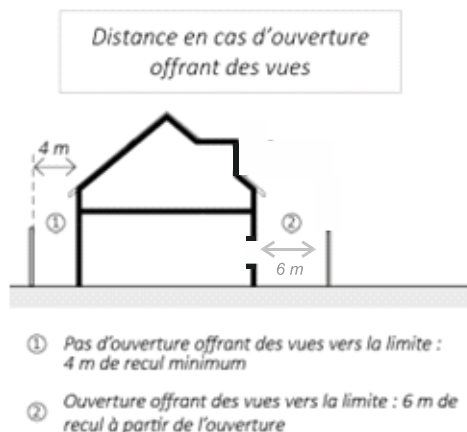 Distance en cas d'ouverture
offrant des vues
4 m
①
②
6 m
① Pas d'ouverture offrant des vues vers la limite :
4 m de recul minimum
② Ouverture offrant des vues vers la limite : 6 m de
recul à partir de l'ouverture